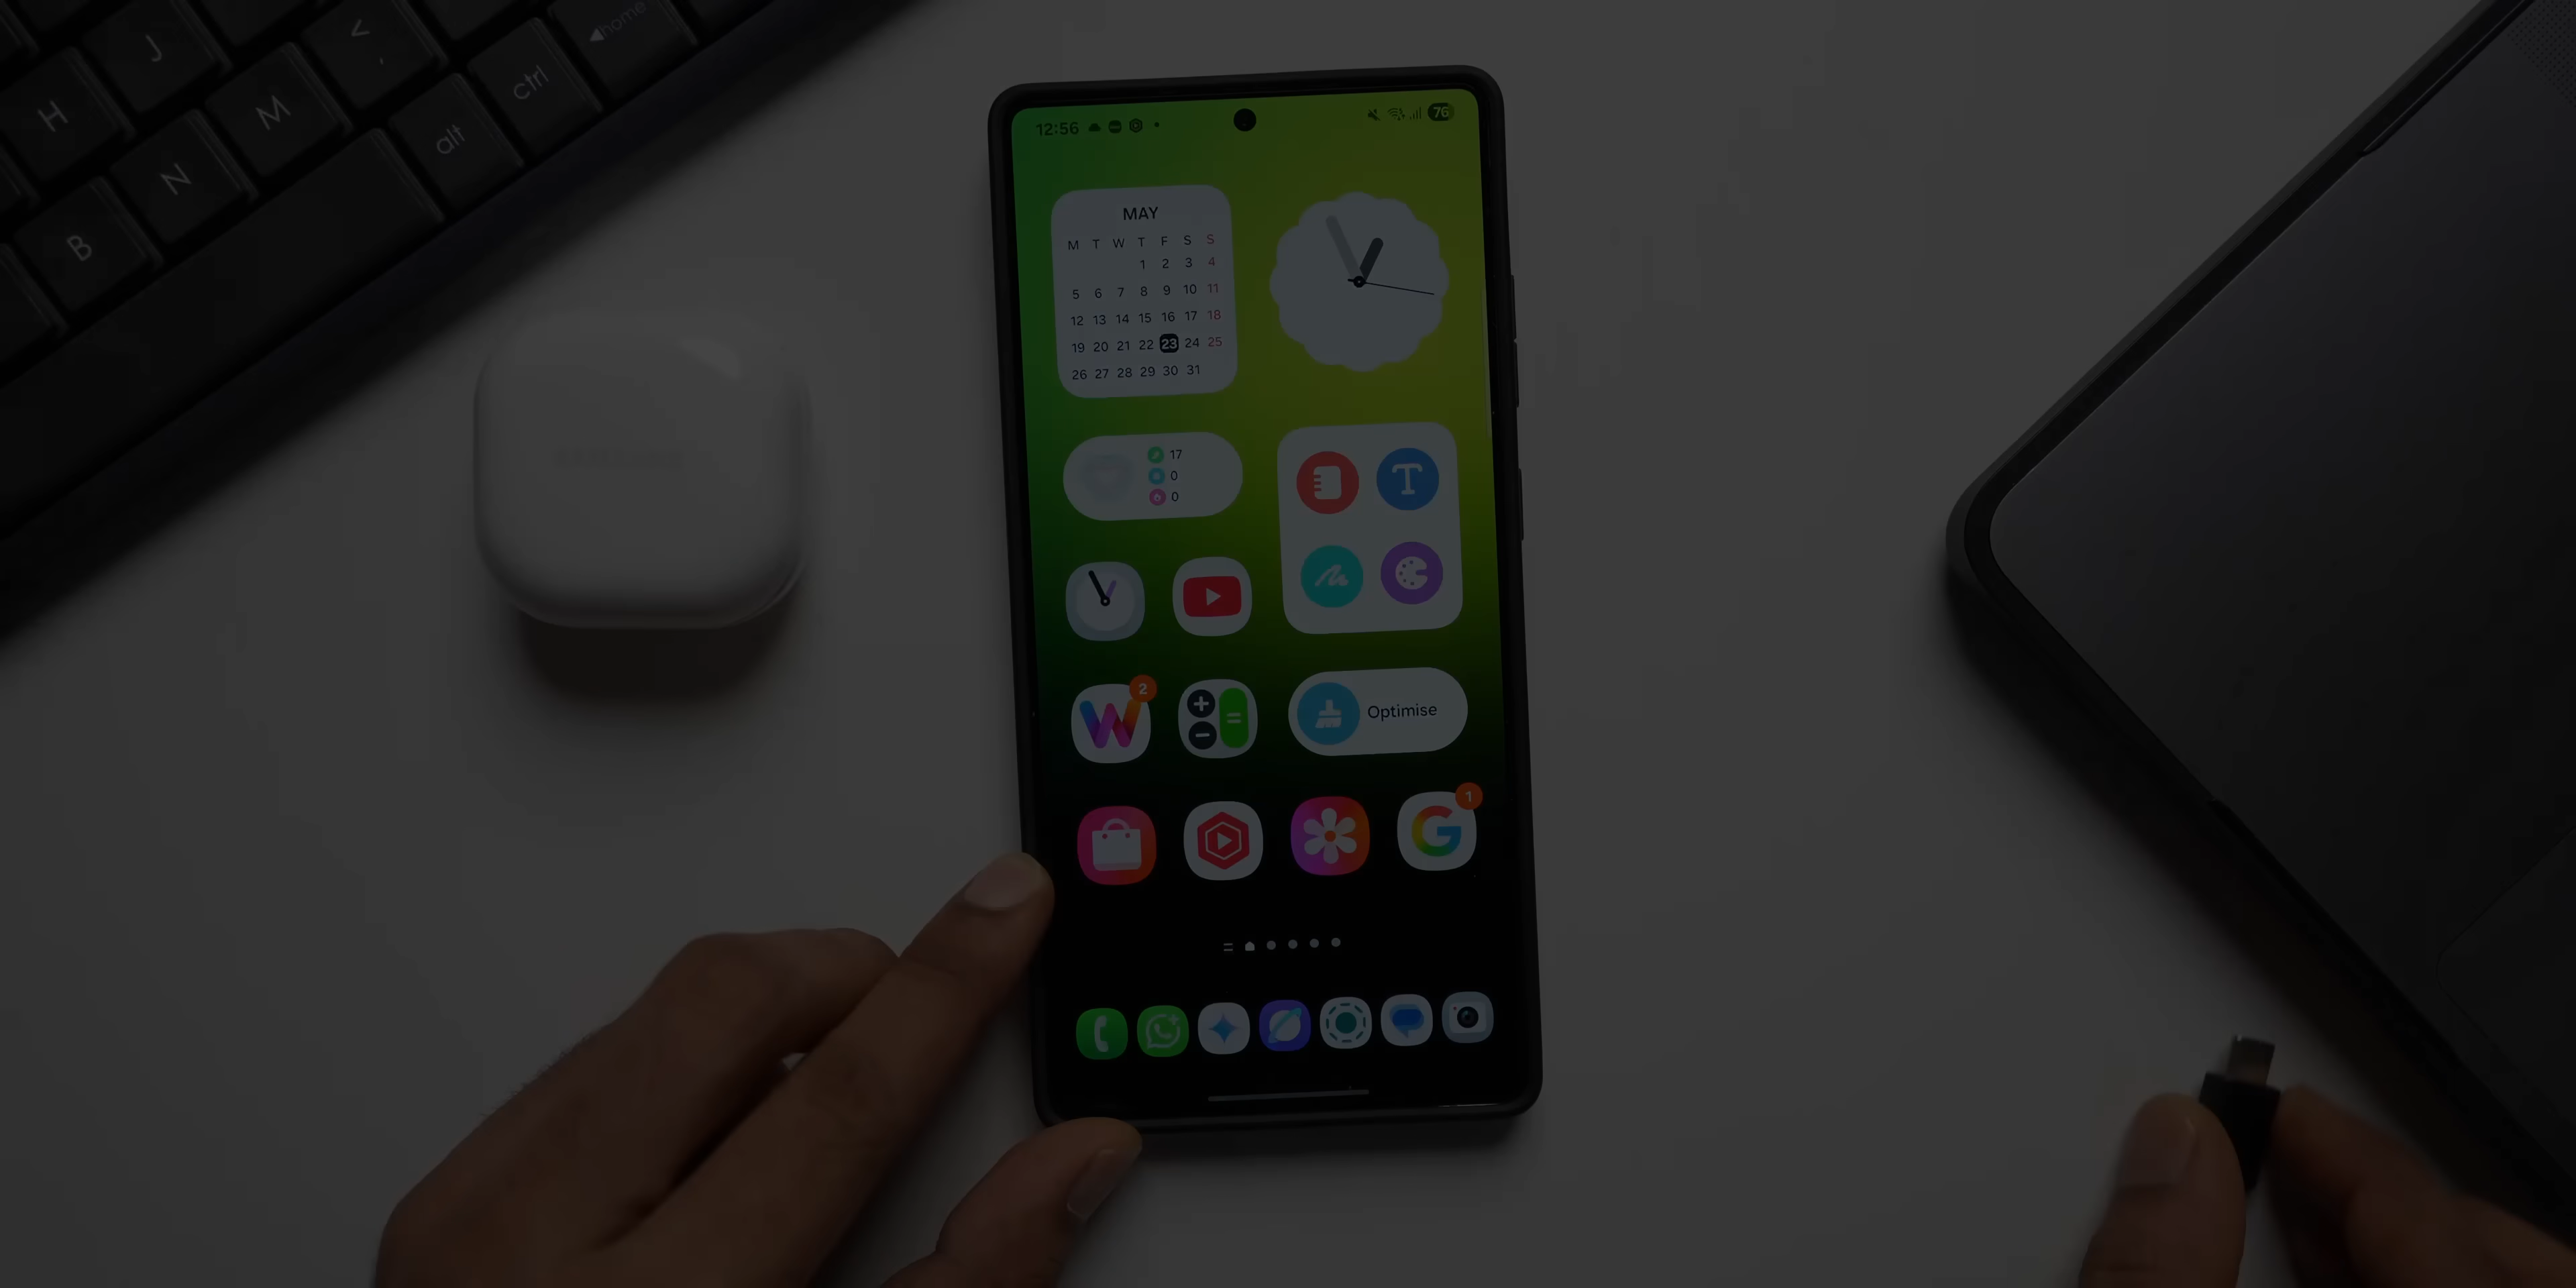 ◀home
J
<
,
ctrl
H
M
alt
N
B
12:56
76
MAY
M T W T F S S
1 2 3 4
5 6 7 8 9 10 11
12 13 14 15 16 17 18
19 20 21 22 23 24 25
26 27 28 29 30 31
17
0
0
T
2
W
+ =
−
Optimise
1
G